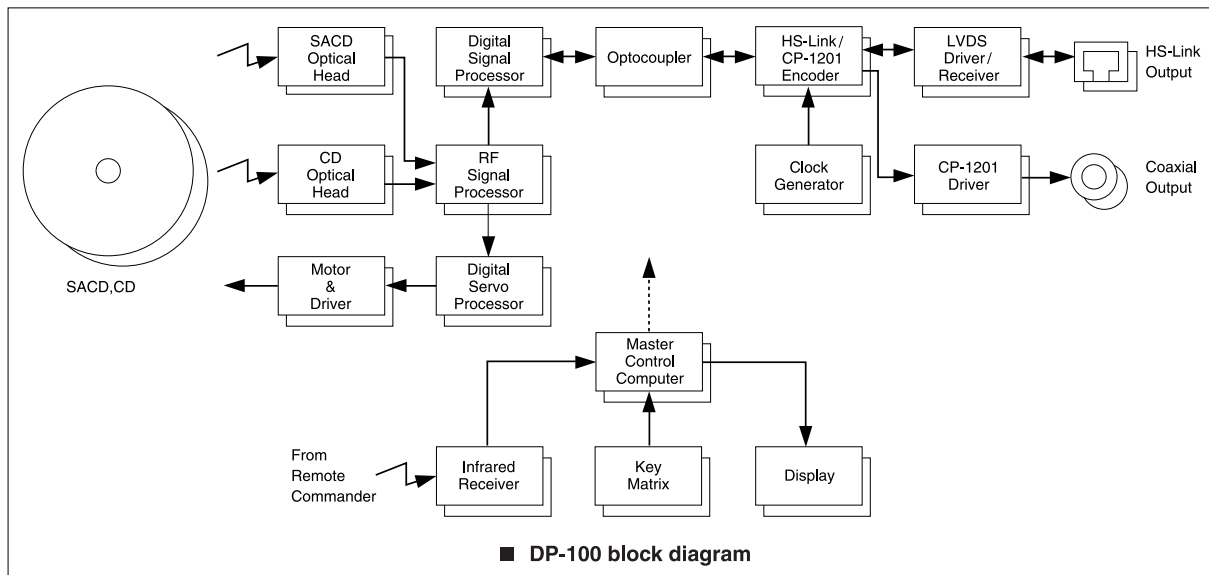 SACD
Optical
Head
Digital
Signal
Processor
Optocoupler
HS-Link /
CP-1201
Encoder
LVDS
Driver /
Receiver
HS-Link
Output
CD
Optical
Head
RF
Signal
Processor
Clock
Generator
CP-1201
Driver
Coaxial
Output
SACD,CD
Motor
&
Driver
Digital
Servo
Processor
Master
Control
Computer
From
Remote
Commander
Infrared
Receiver
Key
Matrix
Display
■ DP-100 block diagram